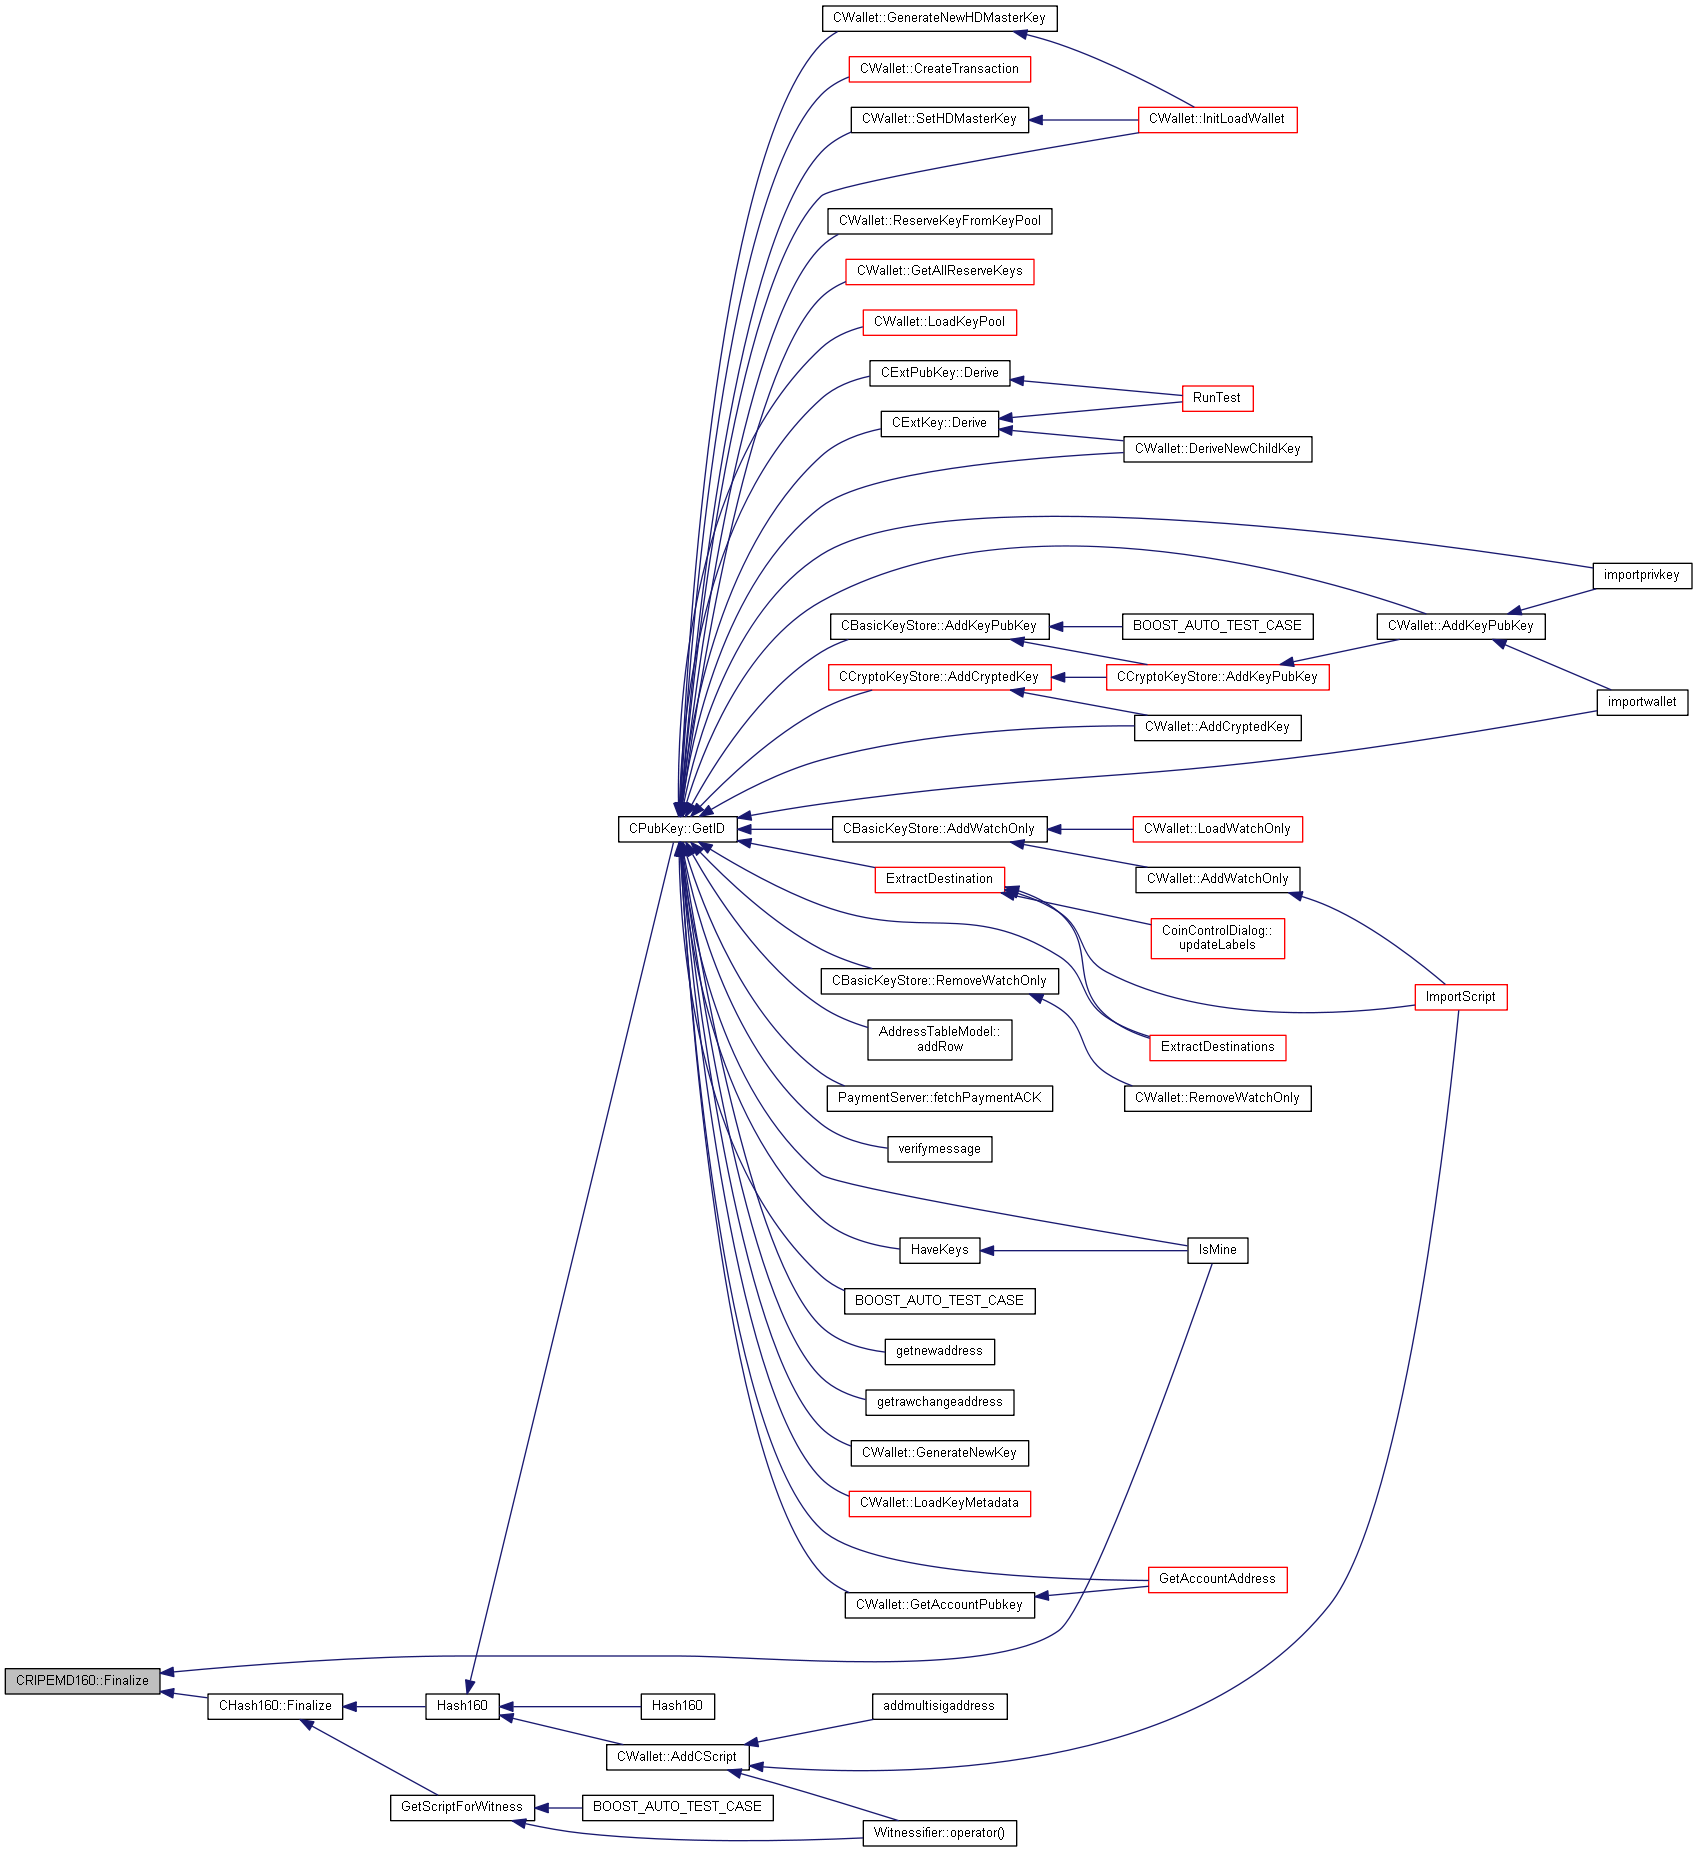 CWallet::GenerateNewHDMasterKey
CWallet::CreateTransaction
CWallet::SetHDMasterKey
CWallet::InitLoadWallet
CWallet::ReserveKeyFromKeyPool
CWallet::GetAllReserveKeys
CWallet::LoadKeyPool
CExtPubKey::Derive
RunTest
CExtKey::Derive
CWallet::DeriveNewChildKey
importprivkey
CBasicKeyStore::AddKeyPubKey
BOOST_AUTO_TEST_CASE
CWallet::AddKeyPubKey
CCryptoKeyStore::AddCryptedKey
CCryptoKeyStore::AddKeyPubKey
importwallet
CWallet::AddCryptedKey
CPubKey::GetID
CBasicKeyStore::AddWatchOnly
CWallet::LoadWatchOnly
ExtractDestination
CWallet::AddWatchOnly
CoinControlDialog::
updateLabels
CBasicKeyStore::RemoveWatchOnly
ImportScript
AddressTableModel::
addRow
ExtractDestinations
PaymentServer::fetchPaymentACK
CWallet::RemoveWatchOnly
verifymessage
HaveKeys
IsMine
BOOST_AUTO_TEST_CASE
getnewaddress
getrawchangeaddress
CWallet::GenerateNewKey
CWallet::LoadKeyMetadata
GetAccountAddress
CWallet::GetAccountPubkey
CRIPEMD160::Finalize
CHash160::Finalize
Hash160
Hash160
addmultisigaddress
CWallet::AddCScript
GetScriptForWitness
BOOST_AUTO_TEST_CASE
Witnessifier::operator()